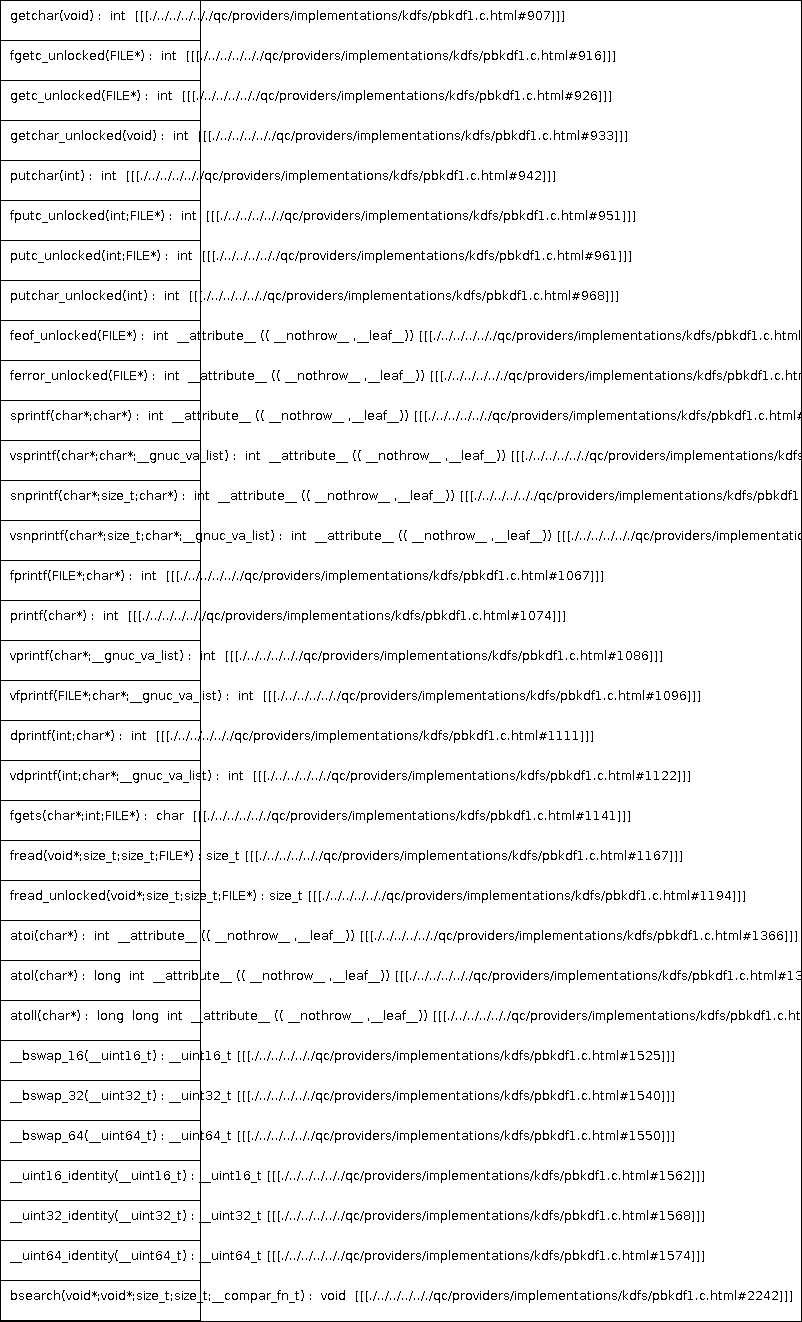 getchar(void) : int [[[./../../../../qc/providers/implementations/kdfs/pbkdf1.c.html#907]]]
fgetc_unlocked(FILE*) : int [[[./../../../../qc/providers/implementations/kdfs/pbkdf1.c.html#916]]]
getc_unlocked(FILE*) : int [[[./../../../../qc/providers/implementations/kdfs/pbkdf1.c.html#926]]]
getchar_unlocked(void) : int [[[./../../../../qc/providers/implementations/kdfs/pbkdf1.c.html#933]]]
putchar(int) : int [[[./../../../../qc/providers/implementations/kdfs/pbkdf1.c.html#942]]]
fputc_unlocked(int;FILE*) : int [[[./../../../../qc/providers/implementations/kdfs/pbkdf1.c.html#951]]]
putc_unlocked(int;FILE*) : int [[[./../../../../qc/providers/implementations/kdfs/pbkdf1.c.html#961]]]
putchar_unlocked(int) : int [[[./../../../../qc/providers/implementations/kdfs/pbkdf1.c.html#968]]]
feof_unlocked(FILE*) : int __attribute__ (( __nothrow__ ,__leaf__)) [[[./../../../../qc/providers/implementations/kdfs/pbkdf1.c.html
ferror_unlocked(FILE*) : int __attribute__ (( __nothrow__ ,__leaf__)) [[[./../../../../qc/providers/implementations/kdfs/pbkdf1.c.htm
sprintf(char*;char*) : int __attribute__ (( __nothrow__ ,__leaf__)) [[[./../../../../qc/providers/implementations/kdfs/pbkdf1.c.html#
vsprintf(char*;char*;__gnuc_va_list) : int __attribute__ (( __nothrow__ ,__leaf__)) [[[./../../../../qc/providers/implementations/kdfs
snprintf(char*;size_t;char*) : int __attribute__ (( __nothrow__ ,__leaf__)) [[[./../../../../qc/providers/implementations/kdfs/pbkdf1
vsnprintf(char*;size_t;char*;__gnuc_va_list) : int __attribute__ (( __nothrow__ ,__leaf__)) [[[./../../../../qc/providers/implementatio
fprintf(FILE*;char*) : int [[[./../../../../qc/providers/implementations/kdfs/pbkdf1.c.html#1067]]]
printf(char*) : int [[[./../../../../qc/providers/implementations/kdfs/pbkdf1.c.html#1074]]]
vprintf(char*;__gnuc_va_list) : int [[[./../../../../qc/providers/implementations/kdfs/pbkdf1.c.html#1086]]]
vfprintf(FILE*;char*;__gnuc_va_list) : int [[[./../../../../qc/providers/implementations/kdfs/pbkdf1.c.html#1096]]]
dprintf(int;char*) : int [[[./../../../../qc/providers/implementations/kdfs/pbkdf1.c.html#1111]]]
vdprintf(int;char*;__gnuc_va_list) : int [[[./../../../../qc/providers/implementations/kdfs/pbkdf1.c.html#1122]]]
fgets(char*;int;FILE*) : char [[[./../../../../qc/providers/implementations/kdfs/pbkdf1.c.html#1141]]]
fread(void*;size_t;size_t;FILE*) : size_t [[[./../../../../qc/providers/implementations/kdfs/pbkdf1.c.html#1167]]]
fread_unlocked(void*;size_t;size_t;FILE*) : size_t [[[./../../../../qc/providers/implementations/kdfs/pbkdf1.c.html#1194]]]
atoi(char*) : int __attribute__ (( __nothrow__ ,__leaf__)) [[[./../../../../qc/providers/implementations/kdfs/pbkdf1.c.html#1366]]]
atol(char*) : long int __attribute__ (( __nothrow__ ,__leaf__)) [[[./../../../../qc/providers/implementations/kdfs/pbkdf1.c.html#13
atoll(char*) : long long int __attribute__ (( __nothrow__ ,__leaf__)) [[[./../../../../qc/providers/implementations/kdfs/pbkdf1.c.ht
__bswap_16(__uint16_t) : __uint16_t [[[./../../../../qc/providers/implementations/kdfs/pbkdf1.c.html#1525]]]
__bswap_32(__uint32_t) : __uint32_t [[[./../../../../qc/providers/implementations/kdfs/pbkdf1.c.html#1540]]]
__bswap_64(__uint64_t) : __uint64_t [[[./../../../../qc/providers/implementations/kdfs/pbkdf1.c.html#1550]]]
__uint16_identity(__uint16_t) : __uint16_t [[[./../../../../qc/providers/implementations/kdfs/pbkdf1.c.html#1562]]]
__uint32_identity(__uint32_t) : __uint32_t [[[./../../../../qc/providers/implementations/kdfs/pbkdf1.c.html#1568]]]
__uint64_identity(__uint64_t) : __uint64_t [[[./../../../../qc/providers/implementations/kdfs/pbkdf1.c.html#1574]]]
bsearch(void*;void*;size_t;size_t;__compar_fn_t) : void [[[./../../../../qc/providers/implementations/kdfs/pbkdf1.c.html#2242]]]